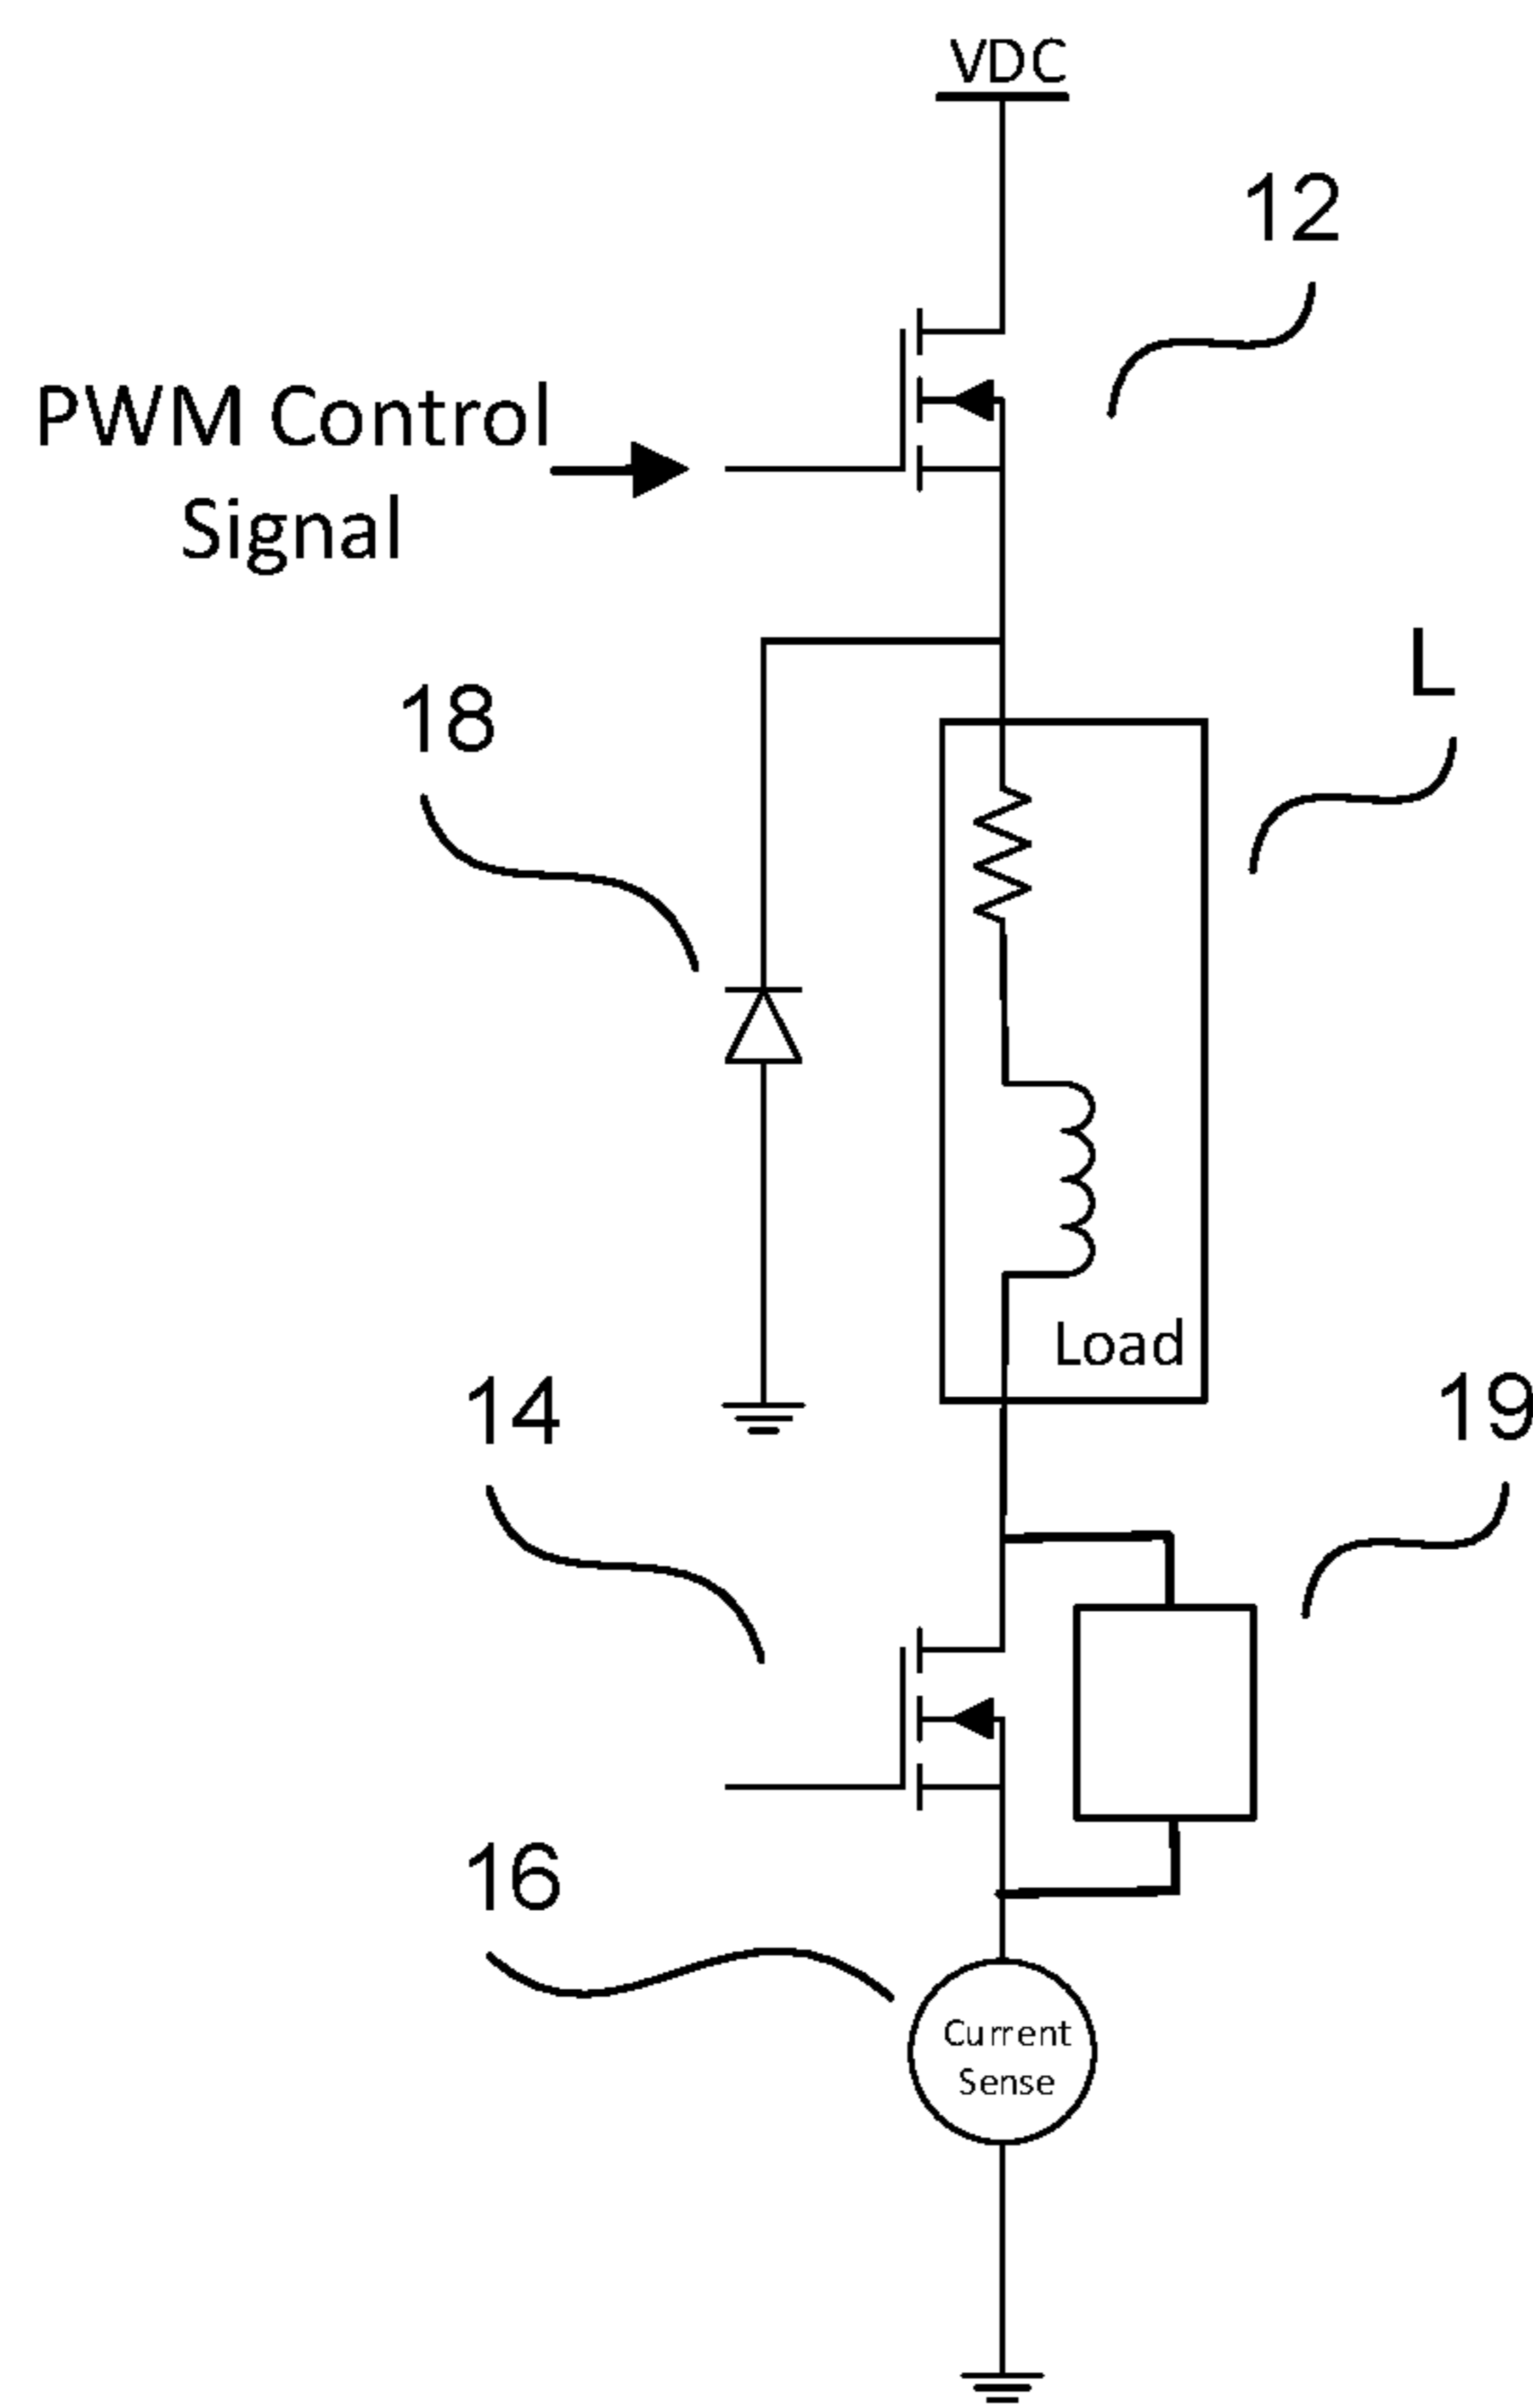 VDC
12
PWM Control
Signal
L
18
Load
14
19
16
Current
Sense